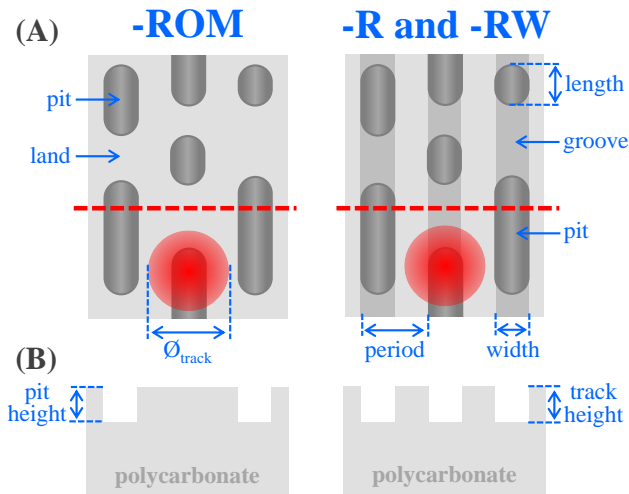 (A)
-ROM
-R and -RW
pit
land
length
groove
pit
Øtrack
period
width
(B)
pit
height
track
height
polycarbonate
polycarbonate